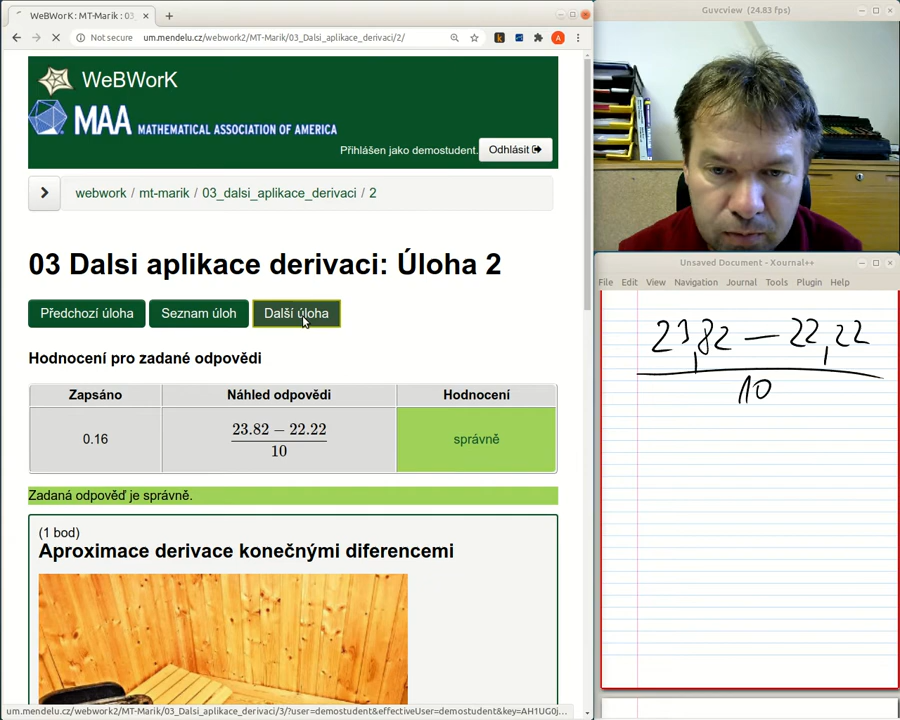 WeBWorK : MT-Marik : 03_
Guvcview (24.83 fps)
Not secure
um.mendelu.cz/webwork2/MT-Marik/03_Dalsi_aplikace_derivaci/2/
WeBWorK
MAA MATHEMATICAL ASSOCIATION OF AMERICA
Přihlášen jako demostudent.
Odhlásit
webwork / mt-marik / 03_dalsi_aplikace_derivaci / 2
03 Dalsi aplikace derivaci: Úloha 2
Předchozí úloha
Seznam úloh
Další úloha
Hodnocení pro zadané odpovědi
Zapsáno
Náhled odpovědi
Hodnocení
0.16
23.82 − 22.22
10
správně
Zadaná odpověď je správně.
(1 bod)
Aproximace derivace konečnými diferencemi
um.mendelu.cz/webwork2/MT-Marik/03_Dalsi_aplikace_derivaci/3/?user=demostudent&effectiveUser=demostudent&key=AH1UG0j...
Unsaved Document - Xournal++
File Edit View Navigation Journal Tools Plugin Help
23,82 — 22,22
10